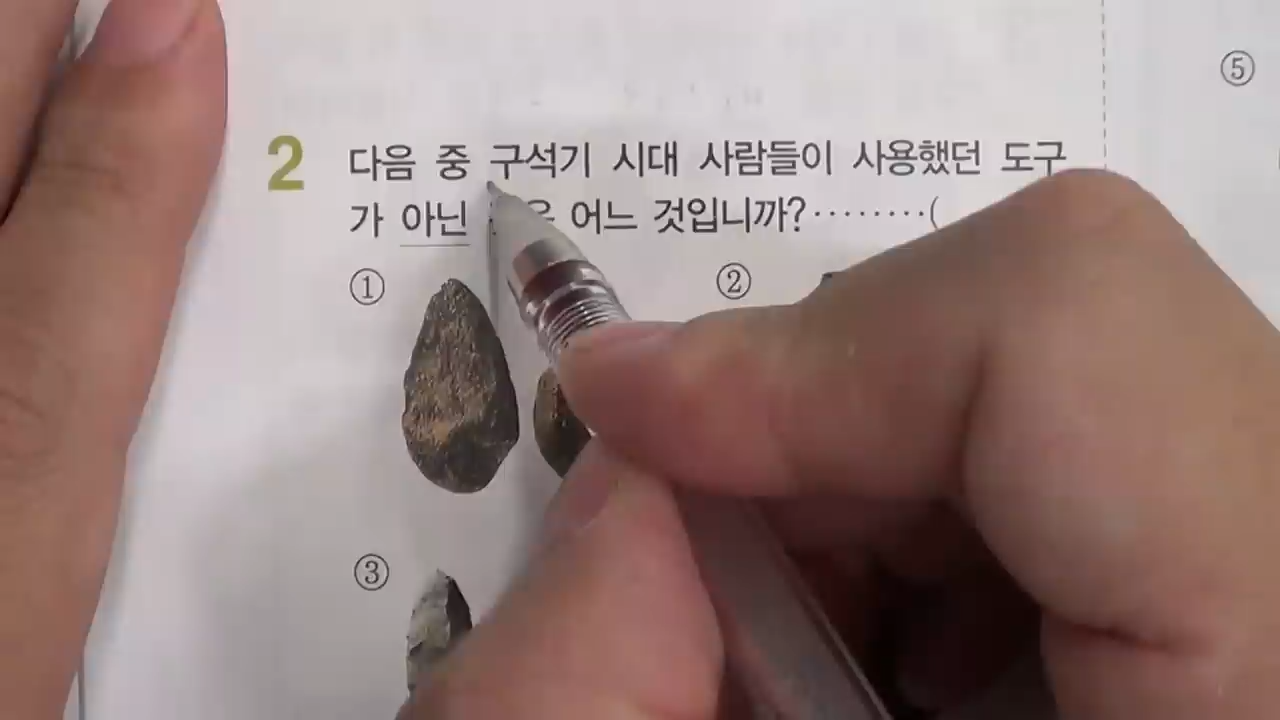 2 다음 중 구석기 시대 사람들이 사용했던 도구
가 아닌 어느 것입니까?········(
①
②
③
⑤